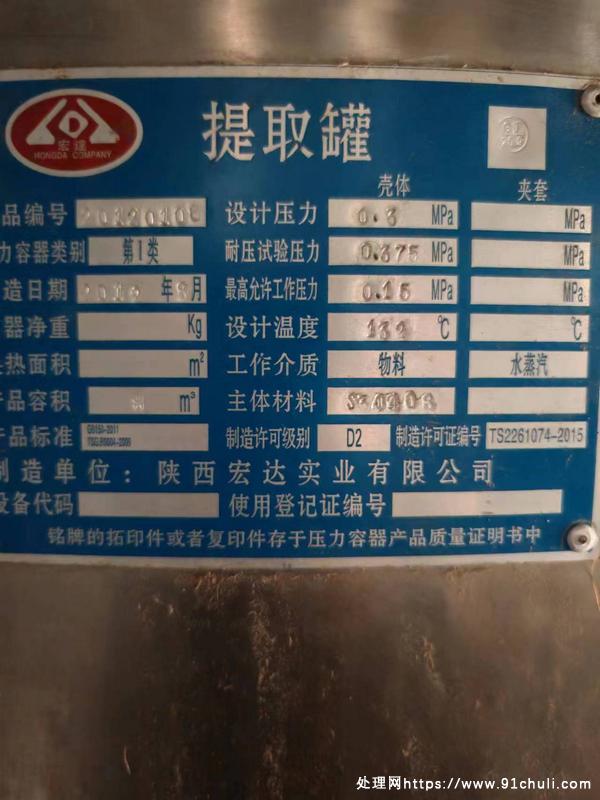 宏达
HONGDA COMPANY
提取罐
壳体 夹套
品编号 设计压力 0.3 MPa MPa
力容器类别 第1类 耐压试验压力 0.375 MPa MPa
造日期 年 月 最高允许工作压力 0.15 MPa MPa
器净重 Kg 设计温度 ℃ ℃
热面积 m² 工作介质 物料 水蒸汽
产品容积 m³ 主体材料
产品标准 GB150-2011 制造许可级别 D2 制造许可证编号 TS2261074-2015
制造单位：陕西宏达实业有限公司
设备代码 使用登记证编号
铭牌的拓印件或者复印件存于压力容器产品质量证明书中
处理网https://www.91chuli.com